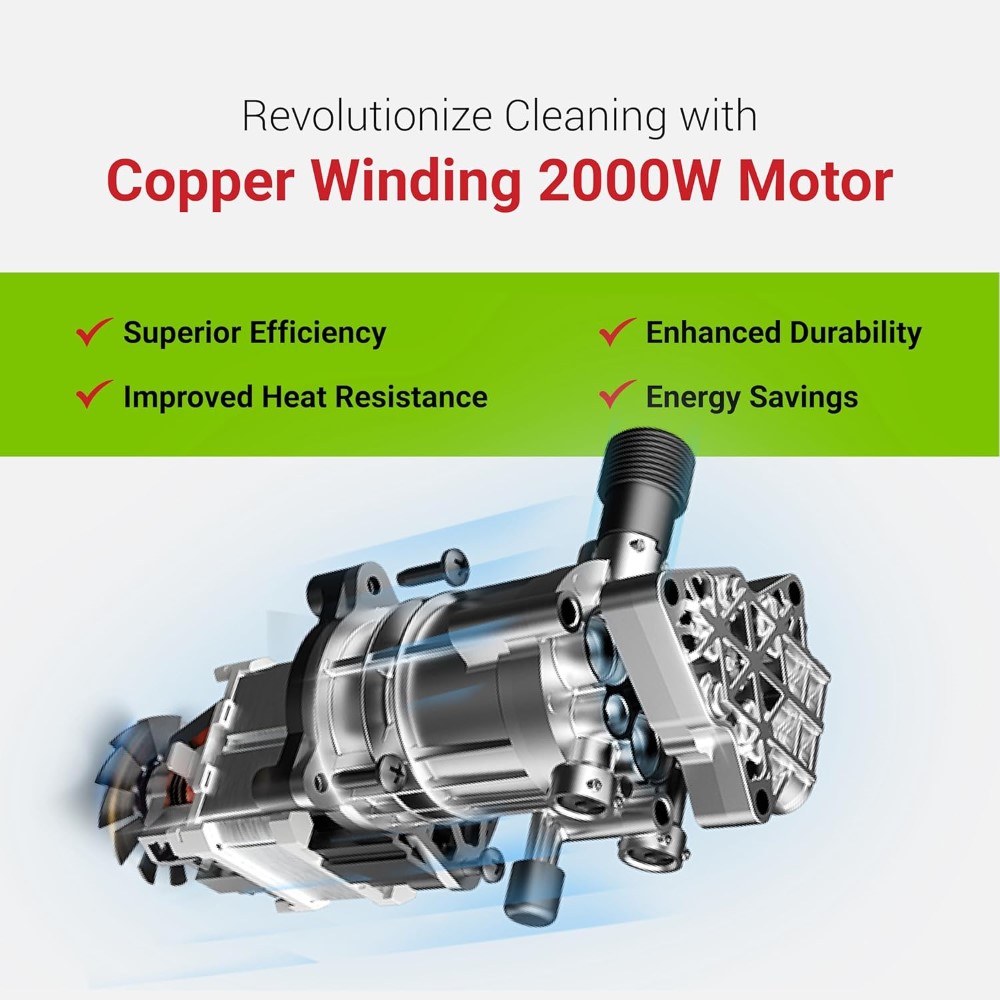 Revolutionize Cleaning with
Copper Winding 2000W Motor
Superior Efficiency
Enhanced Durability
Improved Heat Resistance
Energy Savings